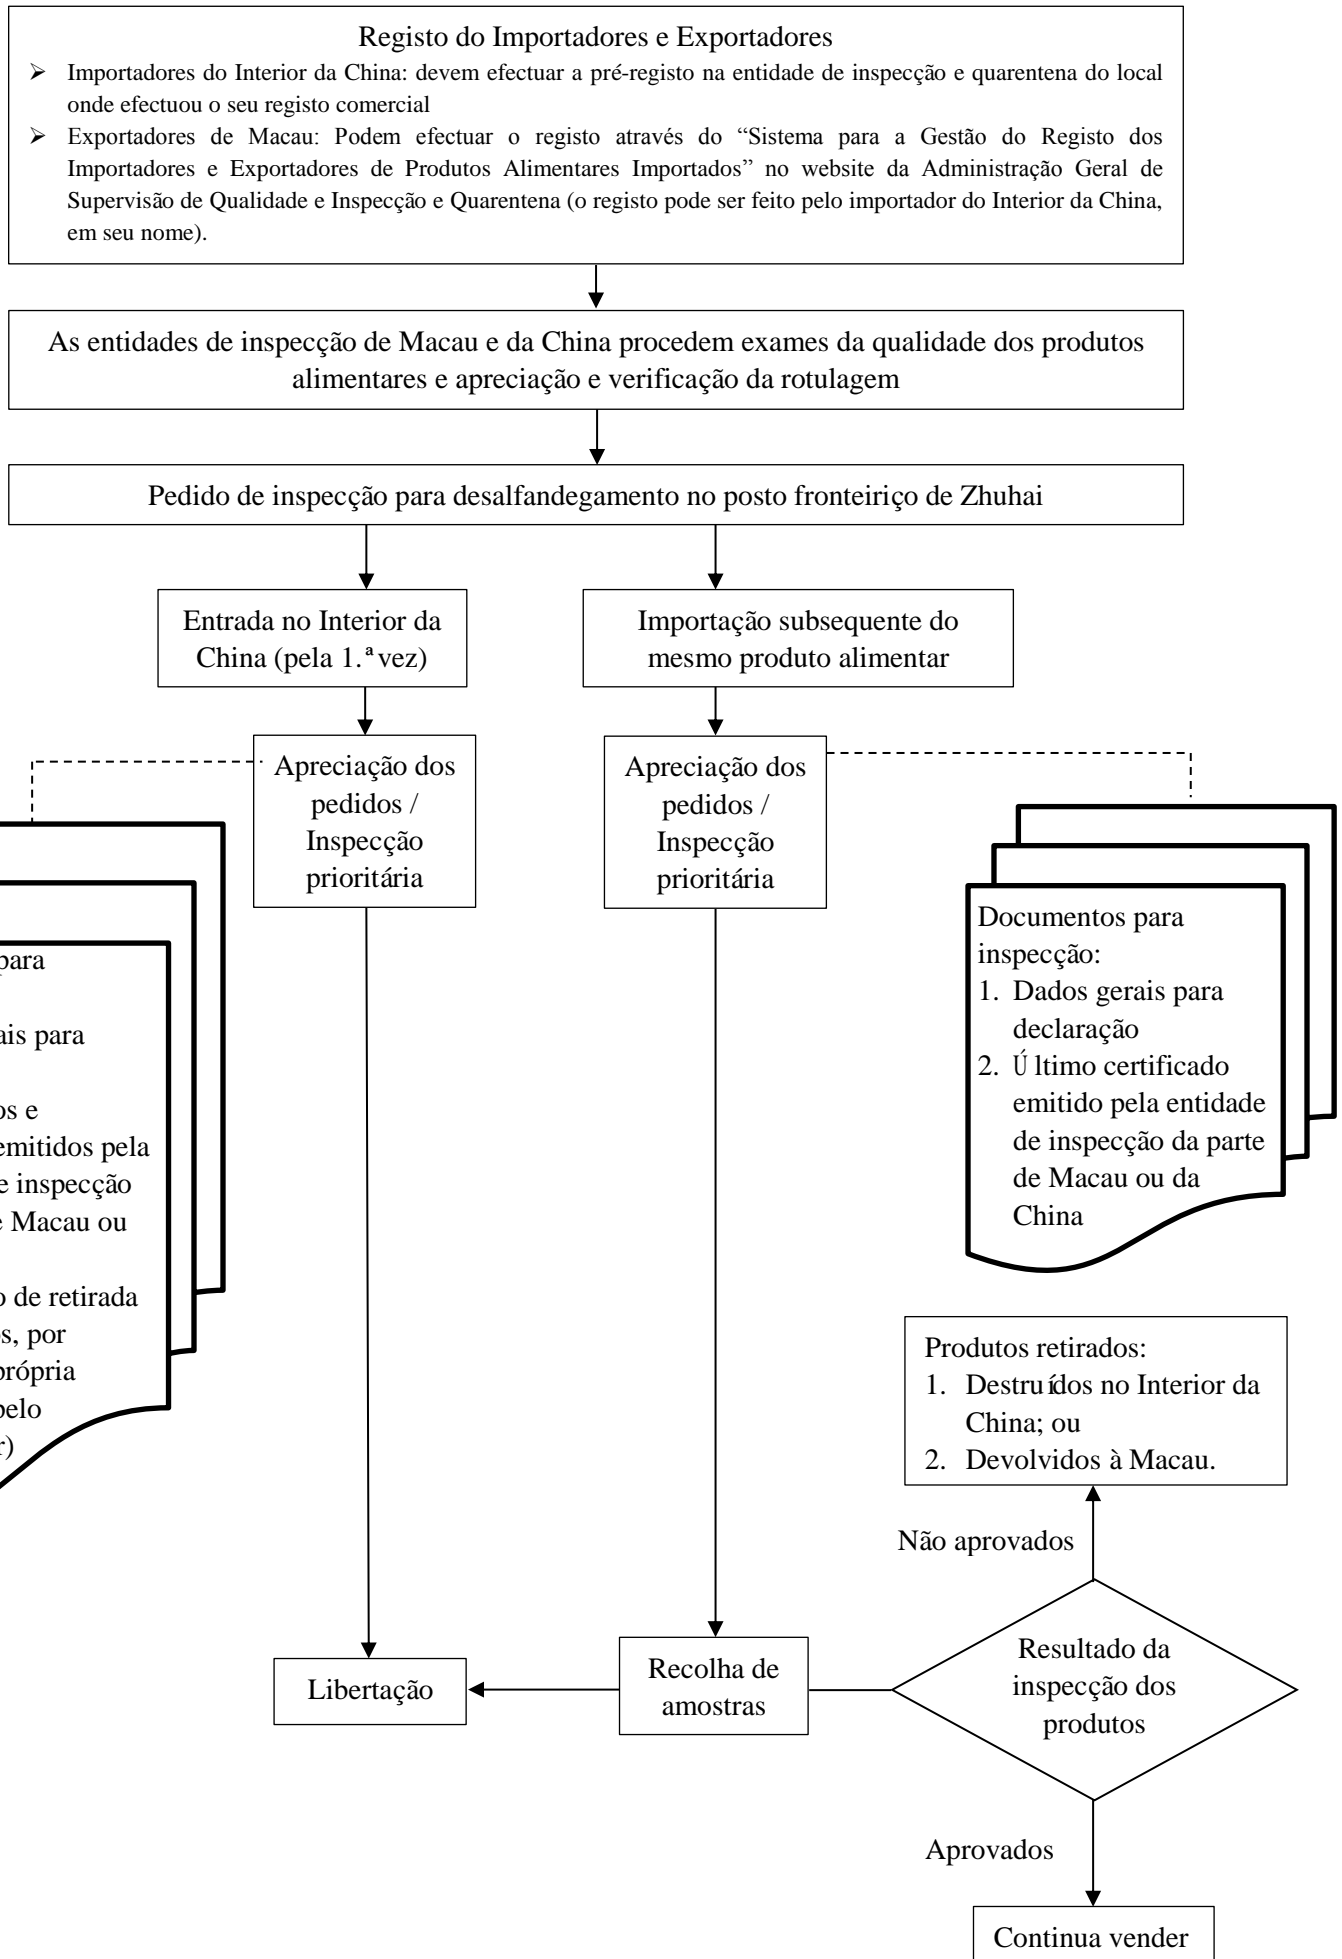 Registo do Importadores e Exportadores
➢ Importadores do Interior da China: devem efectuar a pré-registo na entidade de inspecção e quarentena do local
onde efectuou o seu registo comercial
➢ Exportadores de Macau: Podem efectuar o registo através do “Sistema para a Gestão do Registo dos
Importadores e Exportadores de Produtos Alimentares Importados” no website da Administração Geral de
Supervisão de Qualidade e Inspecção e Quarentena (o registo pode ser feito pelo importador do Interior da China,
em seu nome).
As entidades de inspecção de Macau e da China procedem exames da qualidade dos produtos
alimentares e apreciação e verificação da rotulagem
Pedido de inspecção para desalfandegamento no posto fronteiriço de Zhuhai
Entrada no Interior da
China (pela 1.ª vez)
Importação subsequente do
mesmo produto alimentar
Apreciação dos
pedidos /
Inspecção
prioritária
Apreciação dos
pedidos /
Inspecção
prioritária
para
para
e
emitidos pela
inspecção
Macau ou
de retirada
por
própria
pelo
Documentos para
inspecção:
1. Dados gerais para
declaração
2. Último certificado
emitido pela entidade
de inspecção da parte
de Macau ou da
China
Produtos retirados:
1. Destruídos no Interior da
China; ou
2. Devolvidos à Macau.
Não aprovados
Libertação
Recolha de
amostras
Resultado da
inspecção dos
produtos
Aprovados
Continua vender